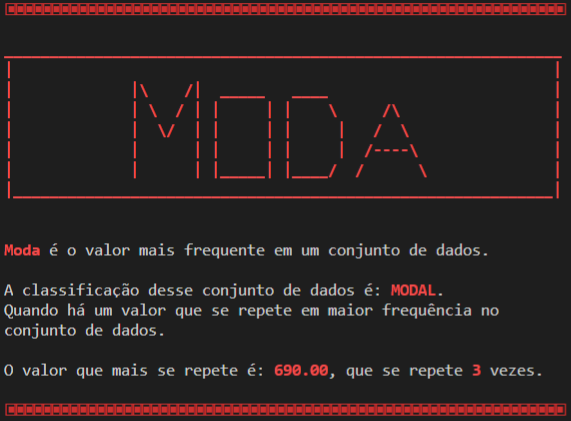 MODA
Moda é o valor mais frequente em um conjunto de dados.
A classificação desse conjunto de dados é: MODAL.
Quando há um valor que se repete em maior frequência no
conjunto de dados.
O valor que mais se repete é: 690.00, que se repete 3 vezes.